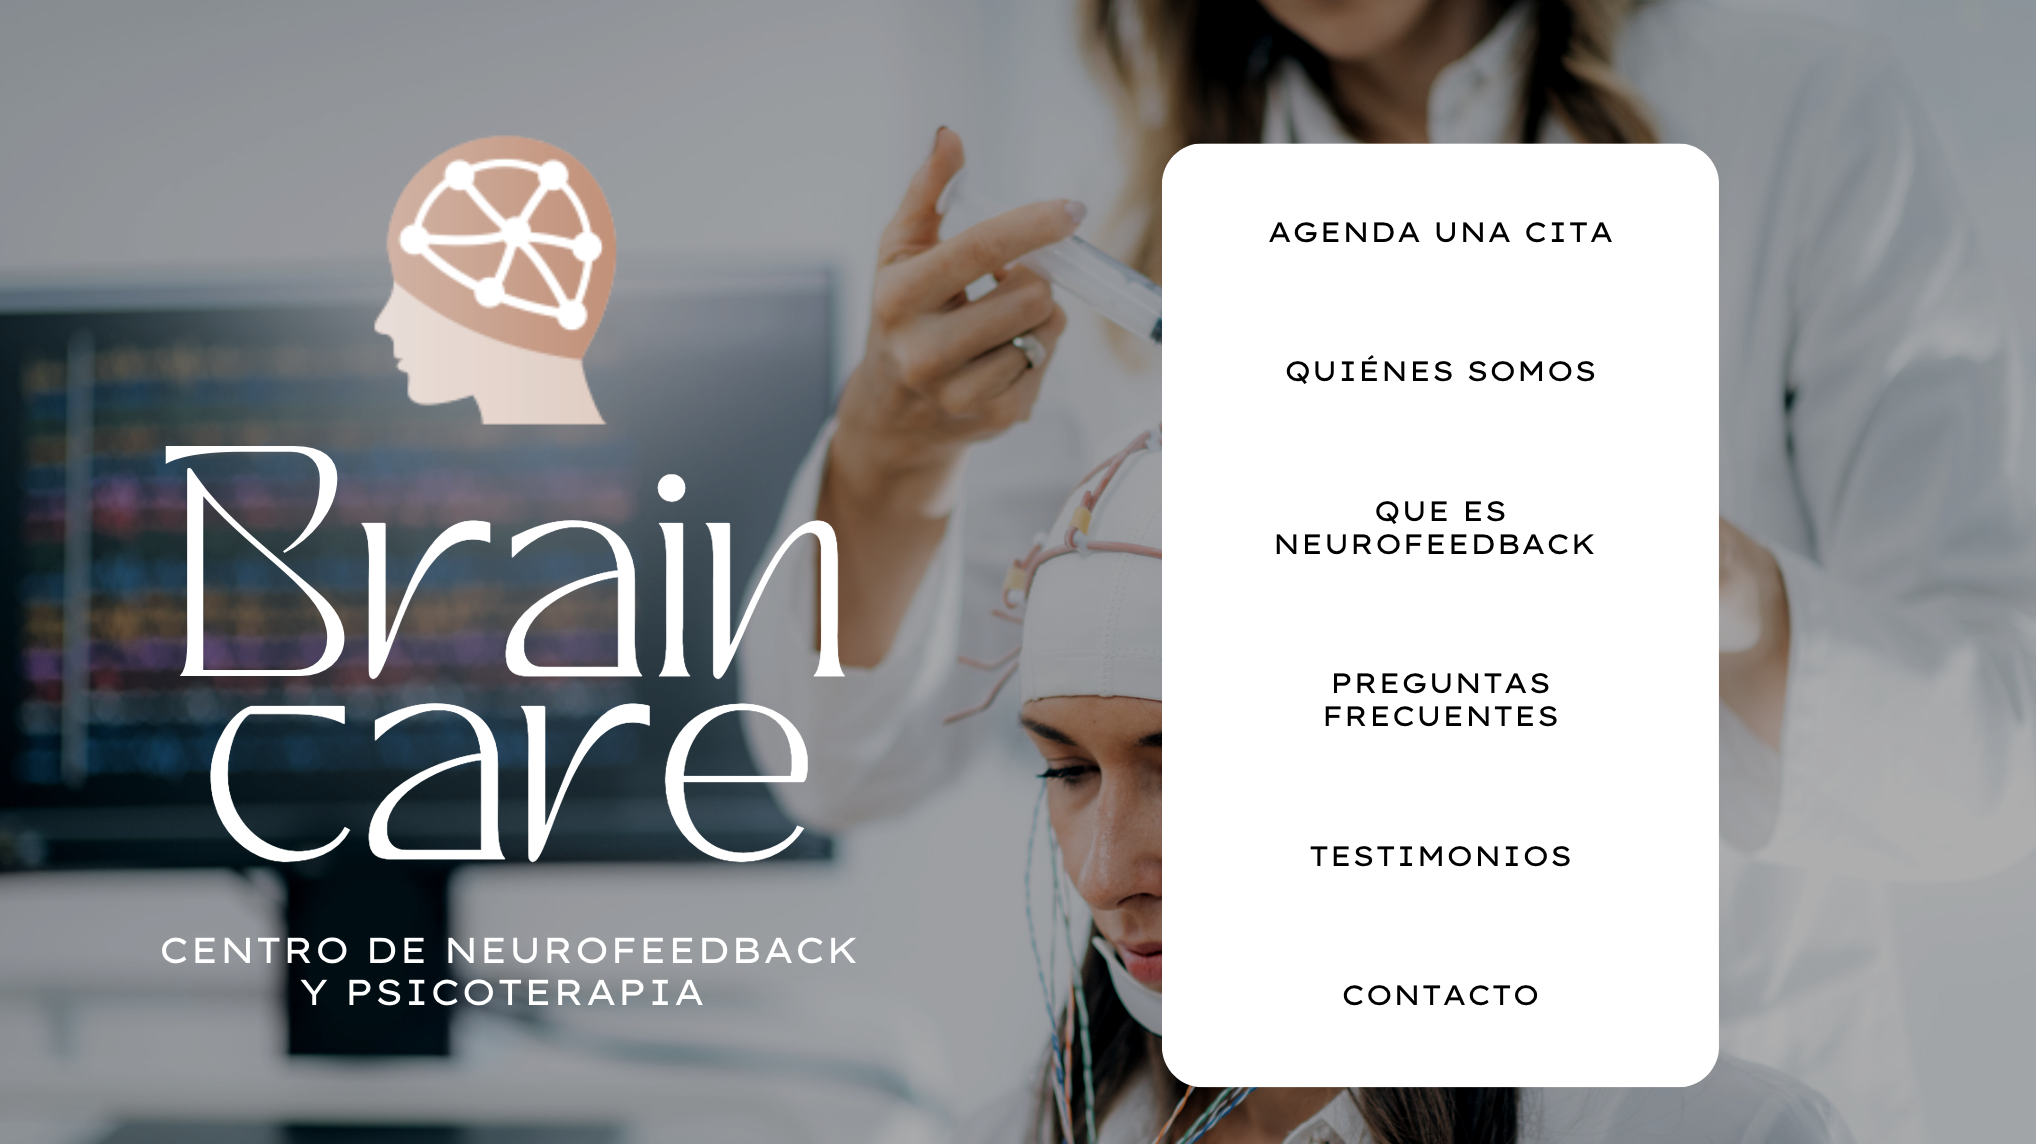 Brain
care
CENTRO DE NEUROFEEDBACK
Y PSICOTERAPIA
AGENDA UNA CITA
QUIÉNES SOMOS
QUE ES
NEUROFEEDBACK
PREGUNTAS
FRECUENTES
TESTIMONIOS
CONTACTO